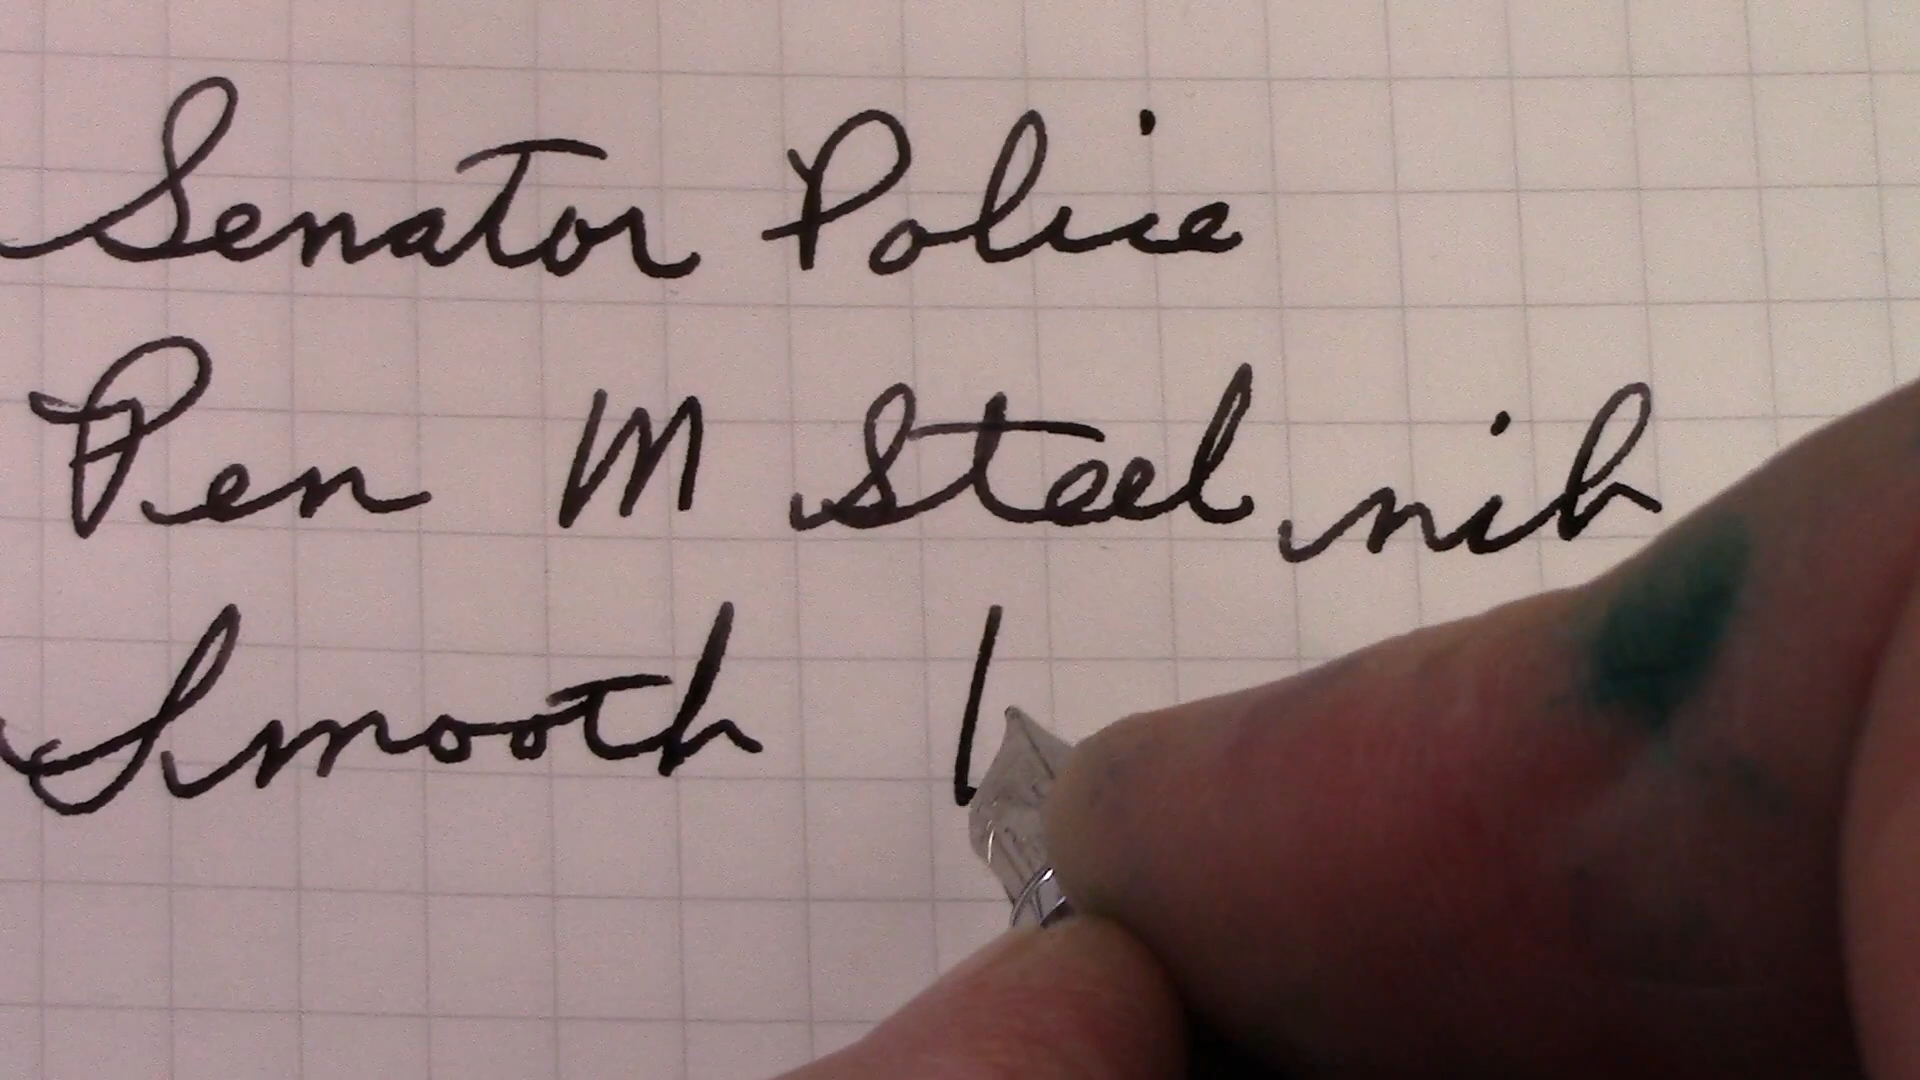 Senator Police
Pen M Steel nib
Smooth